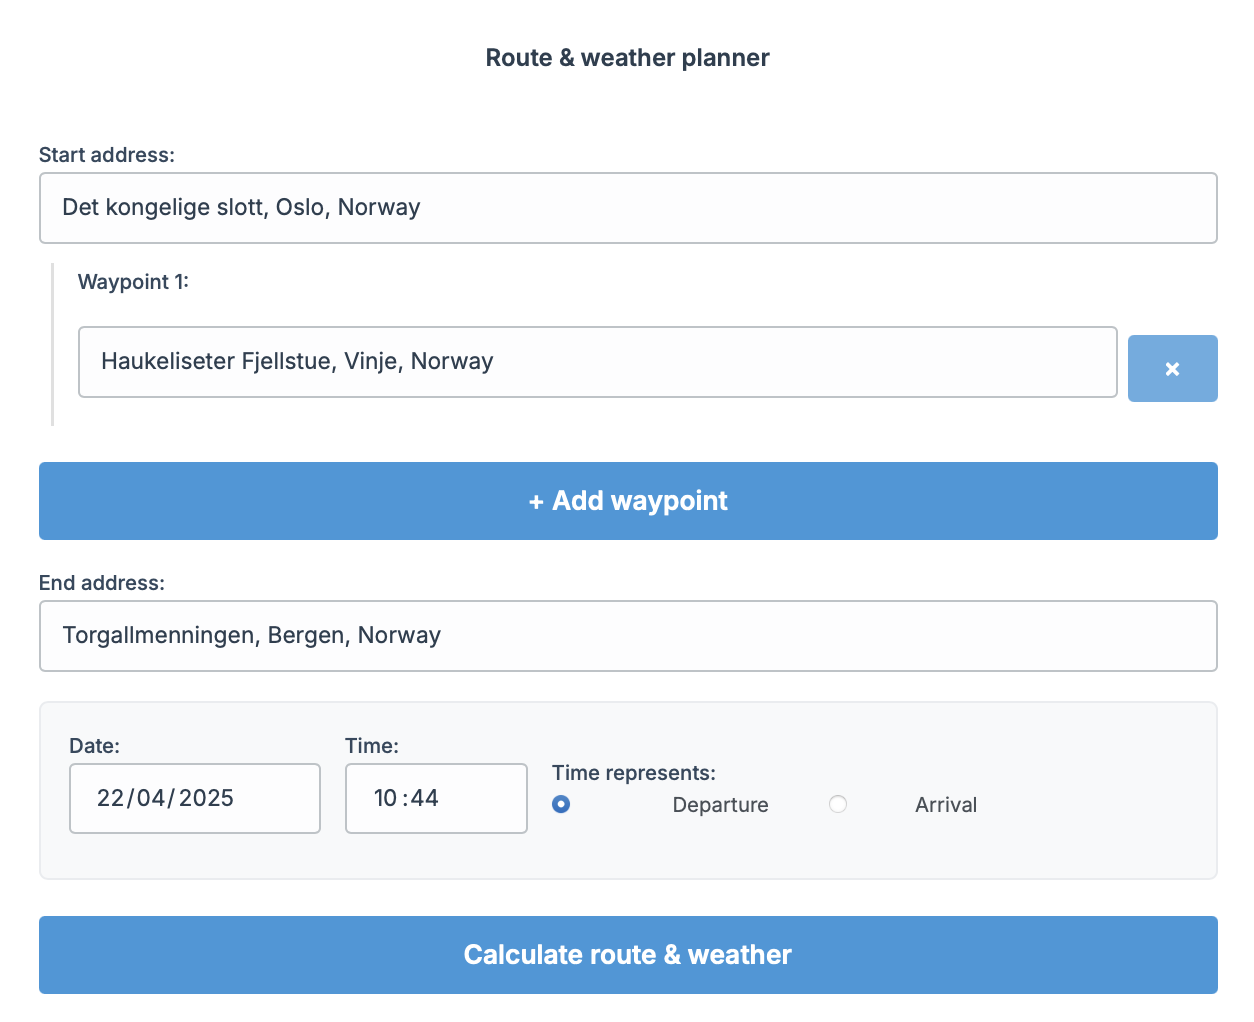 Route & weather planner
Start address:
Det kongelige slott, Oslo, Norway
Waypoint 1:
Haukeliseter Fjellstue, Vinje, Norway
×
+ Add waypoint
End address:
Torgallmenningen, Bergen, Norway
Date:
22/04/2025
Time:
10:44
Time represents:
Departure
Arrival
Calculate route & weather